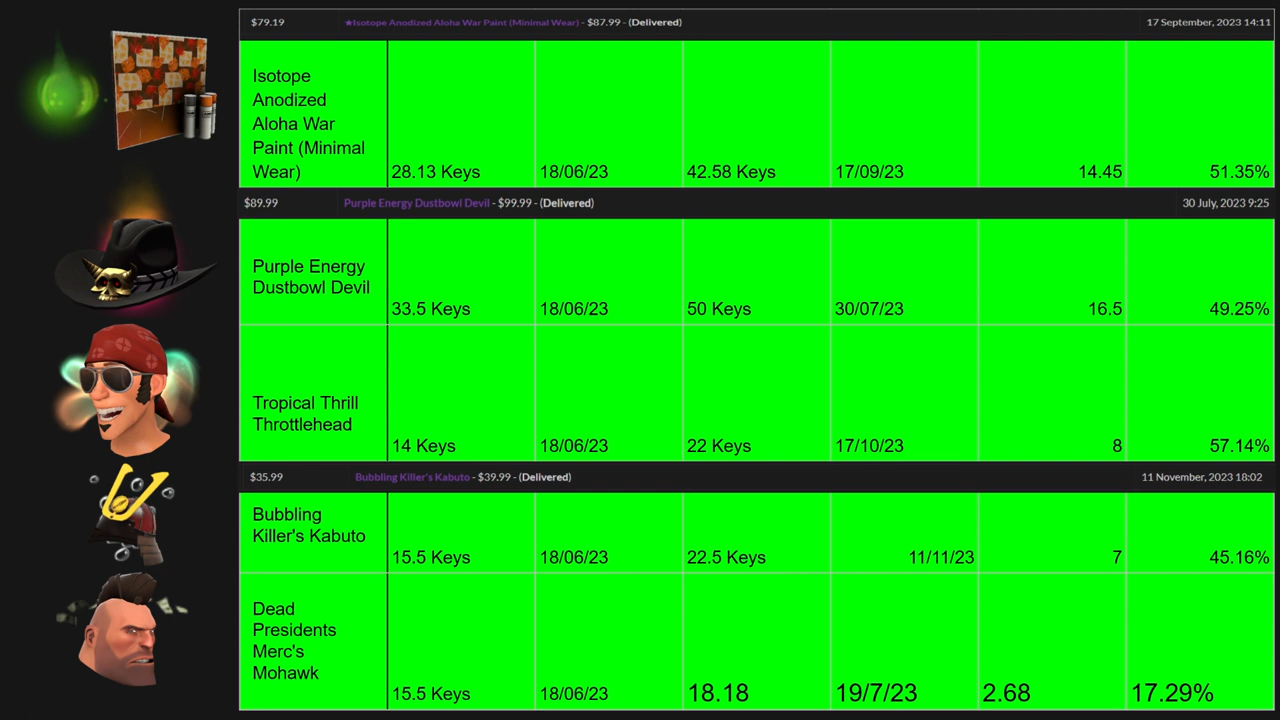 $79.19 ★Isotope Anodized Aloha War Paint (Minimal Wear) - $87.99 - (Delivered) 17 September, 2023 14:11
Isotope
Anodized
Aloha War
Paint (Minimal
Wear) 28.13 Keys 18/06/23 42.58 Keys 17/09/23 14.45 51.35%
$89.99 Purple Energy Dustbowl Devil - $99.99 - (Delivered) 30 July, 2023 9:25
Purple Energy
Dustbowl Devil
33.5 Keys 18/06/23 50 Keys 30/07/23 16.5 49.25%
Tropical Thrill
Throttlehead
14 Keys 18/06/23 22 Keys 17/10/23 8 57.14%
$35.99 Bubbling Killer's Kabuto - $39.99 - (Delivered) 11 November, 2023 18:02
Bubbling
Killer's Kabuto
15.5 Keys 18/06/23 22.5 Keys 11/11/23 7 45.16%
Dead
Presidents
Merc's
Mohawk
15.5 Keys 18/06/23 18.18 19/7/23 2.68 17.29%